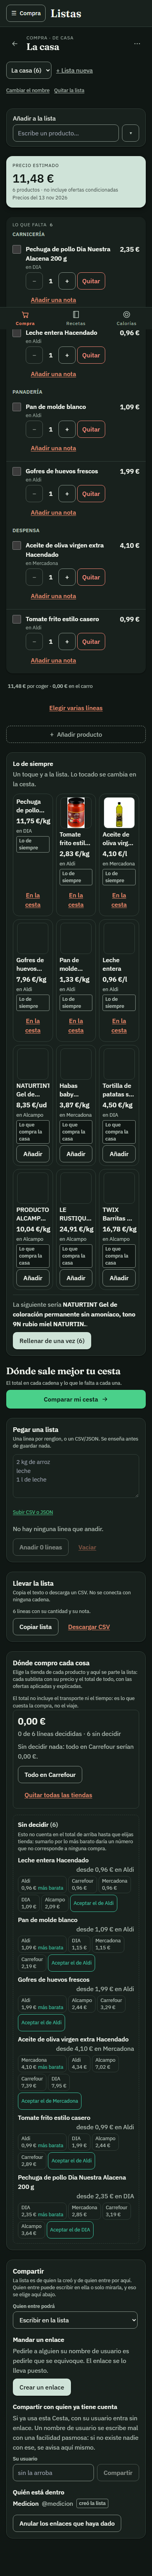 ☰ Compra
Listas
COMPRA · DE CASA
La casa
La casa (6)
+ Lista nueva
Cambiar el nombre
Quitar la lista
Añadir a la lista
Escribe un producto...
+
PRECIO ESTIMADO
11,48 €
6 productos · no incluye ofertas condicionadas
Precios del 13 nov 2026
LO QUE FALTA 6
CARNICERÍA
Pechuga de pollo Dia Nuestra Alacena 200 g
2,35 €
en DIA
− 1 + Quitar
Añadir una nota
Leche entera Hacendado
0,96 €
en Aldi
− 1 + Quitar
Añadir una nota
Compra
Recetas
Calorías
PANADERÍA
Pan de molde blanco
1,09 €
en Aldi
− 1 + Quitar
Añadir una nota
Gofres de huevos frescos
1,99 €
en Aldi
− 1 + Quitar
Añadir una nota
DESPENSA
Aceite de oliva virgen extra Hacendado
4,10 €
en Mercadona
− 1 + Quitar
Añadir una nota
Tomate frito estilo casero
0,99 €
en Aldi
− 1 + Quitar
Añadir una nota
11,48 € por coger · 0,00 € en el carro
Elegir varias líneas
+ Añadir producto
Lo de siempre
Un toque y a la lista. Lo tocado se cambia en la cesta.
Pechuga de pollo...
11,75 €/kg
en DIA
Lo de siempre
En la cesta
Tomate frito estil...
2,83 €/kg
en Aldi
Lo de siempre
En la cesta
Aceite de oliva virg...
4,10 €/l
en Mercadona
Lo de siempre
En la cesta
Gofres de huevos...
7,96 €/kg
en Aldi
Lo de siempre
En la cesta
Pan de molde...
1,33 €/kg
en Aldi
Lo de siempre
En la cesta
Leche entera
0,96 €/l
en Aldi
Lo de siempre
En la cesta
NATURTINT Gel de...
8,35 €/ud
en Alcampo
Lo que compra la casa
Añadir
Habas baby...
3,87 €/kg
en Mercadona
Lo que compra la casa
Añadir
Tortilla de patatas s...
4,50 €/kg
en DIA
Lo que compra la casa
Añadir
PRODUCTO ALCAMP...
10,04 €/kg
en Alcampo
Lo que compra la casa
Añadir
LE RUSTIQU...
24,91 €/kg
en Alcampo
Lo que compra la casa
Añadir
TWIX Barritas ...
16,78 €/kg
en Alcampo
Lo que compra la casa
Añadir
La siguiente sería NATURTINT Gel de coloración permanente sin amoniaco, tono 9N rubio miel NATURTIN..
Rellenar de una vez (6)
Dónde sale mejor tu cesta
El total en cada cadena y lo que le falta a cada una.
Comparar mi cesta →
Pegar una lista
Una línea por renglón, o en CSV/JSON. Se enseña antes de guardar nada.
2 kg de arroz
leche
1 l de leche
Subir CSV o JSON
No hay ninguna línea que anadir.
Anadir 0 líneas
Vaciar
Llevar la lista
Copia el texto o descarga un CSV. No se conecta con ninguna cadena.
6 líneas con su cantidad y su nota.
Copiar lista
Descargar CSV
Dónde compro cada cosa
Elige la tienda de cada producto y aquí se parte la lista: cada sublista con su precio y el total de todo, con las ofertas aplicadas y explicadas.
El total no incluye el transporte ni el tiempo: es lo que cuesta la compra, no el viaje.
0,00 €
0 de 6 líneas decididas · 6 sin decidir
Sin decidir nada: todo en Carrefour serían 0,00 €.
Todo en Carrefour
Quitar todas las tiendas
Sin decidir (6)
Esto no cuenta en el total de arriba hasta que elijas tienda: sumarlo por lo más barato daría un total que no corresponde a ninguna compra.
Leche entera Hacendado
desde 0,96 € en Aldi
Aldi
0,96 € más barata
Carrefour
0,96 €
Mercadona
0,96 €
DIA
1,09 €
Alcampo
2,09 €
Aceptar el de Aldi
Pan de molde blanco
desde 1,09 € en Aldi
Aldi
1,09 € más barata
DIA
1,15 €
Mercadona
1,15 €
Carrefour
2,19 €
Aceptar el de Aldi
Gofres de huevos frescos
desde 1,99 € en Aldi
Aldi
1,99 € más barata
Alcampo
2,44 €
Carrefour
3,29 €
Aceptar el de Aldi
Aceite de oliva virgen extra Hacendado
desde 4,10 € en Mercadona
Mercadona
4,10 € más barata
Aldi
4,34 €
Alcampo
7,02 €
Carrefour
7,39 €
DIA
7,95 €
Aceptar el de Mercadona
Tomate frito estilo casero
desde 0,99 € en Aldi
Aldi
0,99 € más barata
DIA
1,99 €
Alcampo
2,44 €
Carrefour
2,89 €
Aceptar el de Aldi
Pechuga de pollo Dia Nuestra Alacena 200 g
desde 2,35 € en DIA
DIA
2,35 € más barata
Mercadona
2,85 €
Carrefour
3,19 €
Alcampo
3,64 €
Aceptar el de DIA
Compartir
La lista es de quien la creó y de quien entre por aquí. Quien entre puede escribir en ella o solo mirarla, y eso se elige aquí abajo.
Quien entre podrá
Escribir en la lista
Mandar un enlace
Pedirle a alguien su nombre de usuario es pedirle que se equivoque. El enlace se lo lleva puesto.
Crear un enlace
Compartir con quien ya tiene cuenta
Si ya usa esta Cesta, con su usuario entra sin enlace. Un nombre de usuario se escribe mal con una facilidad pasmosa: si no existe nadie con ese, se avisa aquí mismo.
Su usuario
sin la arroba
Compartir
Quién está dentro
Medicion @medicion creó la lista
Anular los enlaces que haya dado